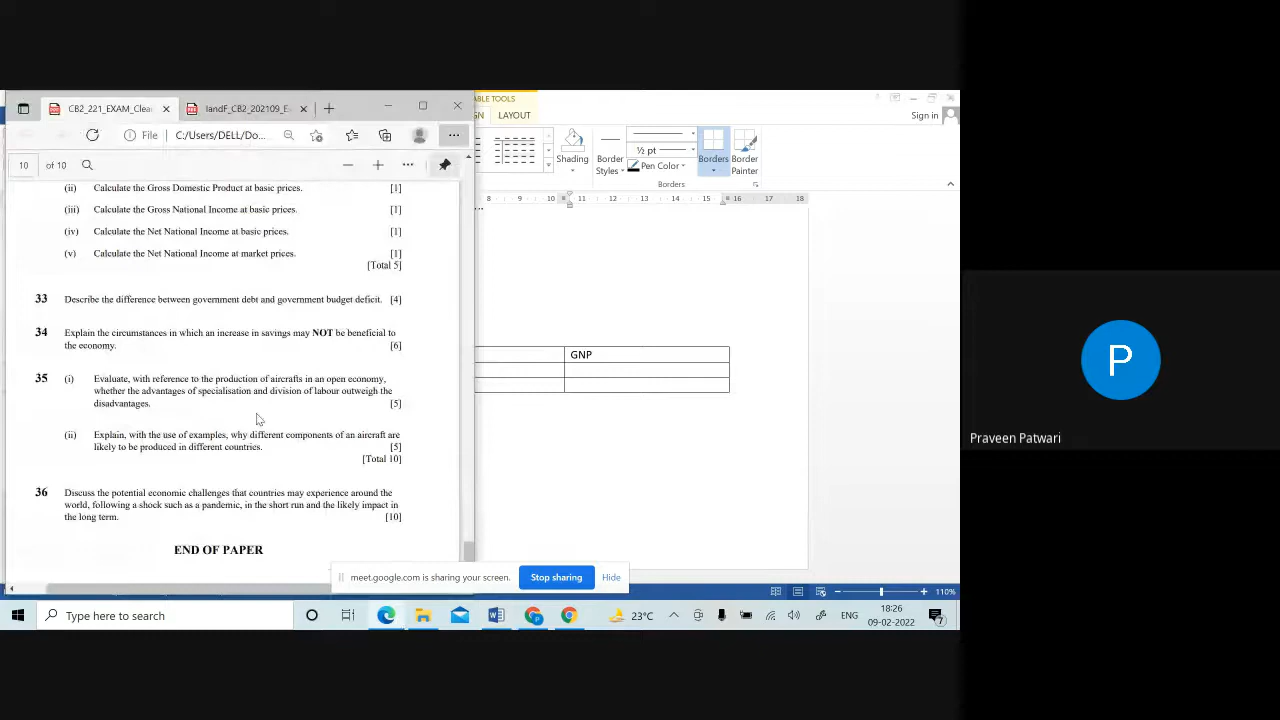 CB2_221_EXAM_Clea
IandF_CB2_202109_E
File
C:/Users/DELL/Do...
10 of 10
(ii) Calculate the Gross Domestic Product at basic prices. [1]
(iii) Calculate the Gross National Income at basic prices. [1]
(iv) Calculate the Net National Income at basic prices. [1]
(v) Calculate the Net National Income at market prices. [1]
[Total 5]
33 Describe the difference between government debt and government budget deficit. [4]
34 Explain the circumstances in which an increase in savings may NOT be beneficial to
the economy. [6]
35 (i) Evaluate, with reference to the production of aircrafts in an open economy,
whether the advantages of specialisation and division of labour outweigh the
disadvantages. [5]
(ii) Explain, with the use of examples, why different components of an aircraft are
likely to be produced in different countries. [5]
[Total 10]
36 Discuss the potential economic challenges that countries may experience around the
world, following a shock such as a pandemic, in the short run and the likely impact in
the long term. [10]
END OF PAPER
ABLE TOOLS
GN LAYOUT
Sign in
Shading
Border
Styles
½ pt
Pen Color
Borders
Border
Painter
Borders
8 9 10 11 12 13 14 15 16 17 18
GNP
meet.google.com is sharing your screen.
Stop sharing
Hide
110%
Type here to search
23°C
ENG
18:26
09-02-2022
7
P
Praveen Patwari